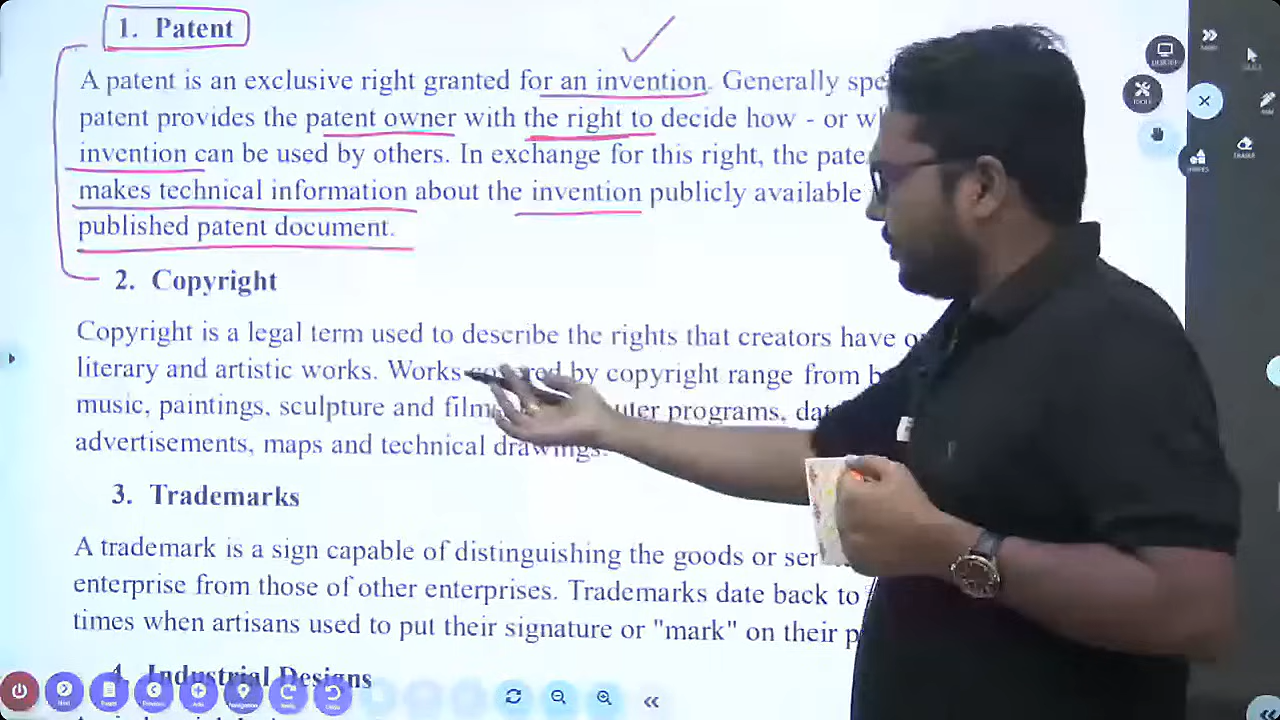 1. Patent
A patent is an exclusive right granted for an invention. Generally
patent provides the patent owner with the right to decide how - or
invention can be used by others. In exchange for this right, the
makes technical information about the invention publicly available
published patent document.
2. Copyright
Copyright is a legal term used to describe the rights that creators have
literary and artistic works. Works covered by copyright range from
music, paintings, sculpture and programs,
advertisements, maps and technical drawings.
3. Trademarks
A trademark is a sign capable of distinguishing the goods or
enterprise from those of other enterprises. Trademarks date back to
times when artisans used to put their signature or "mark" on their
4. Industrial Designs